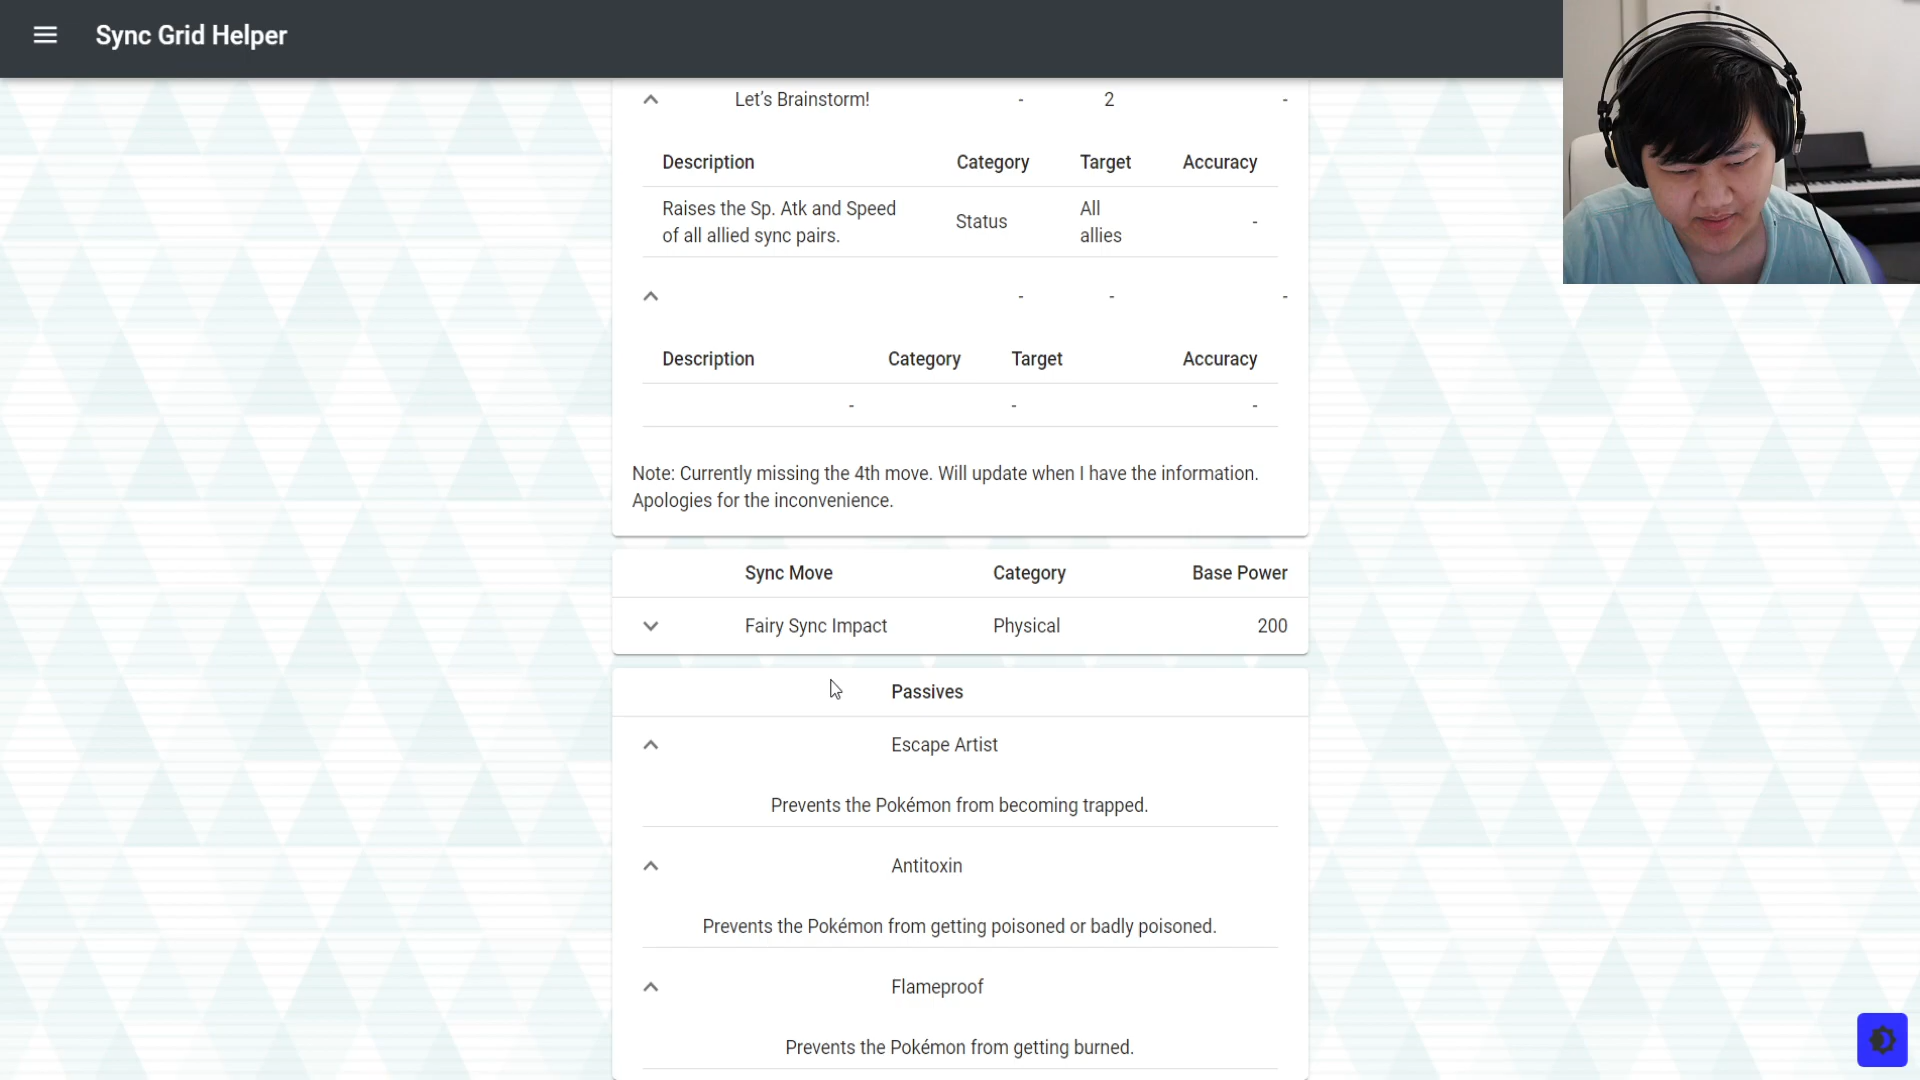 Sync Grid Helper
Let's Brainstorm! - 2 -
Description Category Target Accuracy
Raises the Sp. Atk and Speed
of all allied sync pairs.
Status
All
allies
-
- - -
Description Category Target Accuracy
- - -
Note: Currently missing the 4th move. Will update when I have the information.
Apologies for the inconvenience.
Sync Move Category Base Power
Fairy Sync Impact Physical 200
Passives
Escape Artist
Prevents the Pokémon from becoming trapped.
Antitoxin
Prevents the Pokémon from getting poisoned or badly poisoned.
Flameproof
Prevents the Pokémon from getting burned.